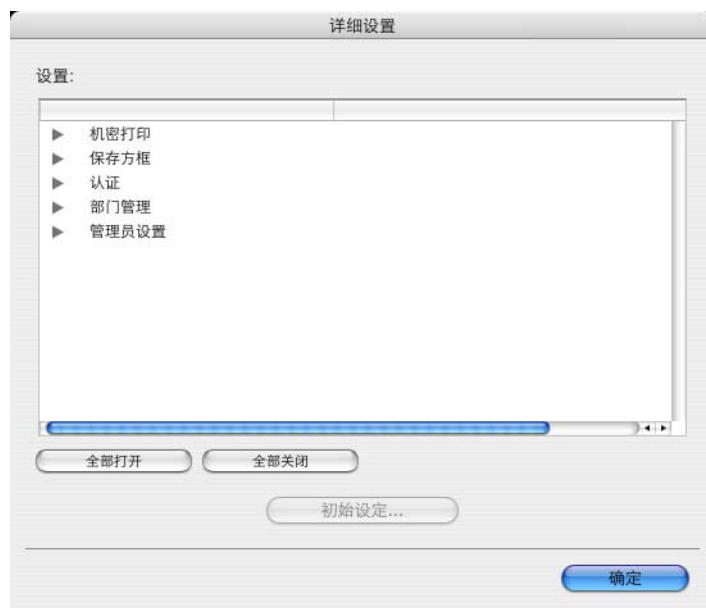 详细设置
设置:
机密打印
保存方框
认证
部门管理
管理员设置
全部打开 全部关闭
初始设定...
确定